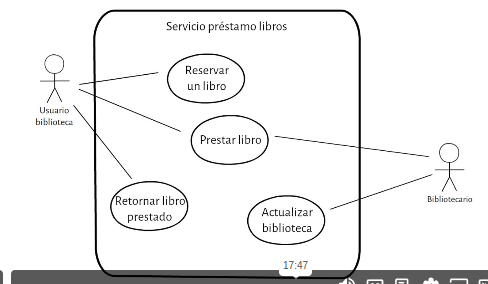 Servicio préstamo libros
Reservar
un libro
Usuario
biblioteca
Prestar libro
Bibliotecario
Retornar libro
prestado
Actualizar
biblioteca
17:47